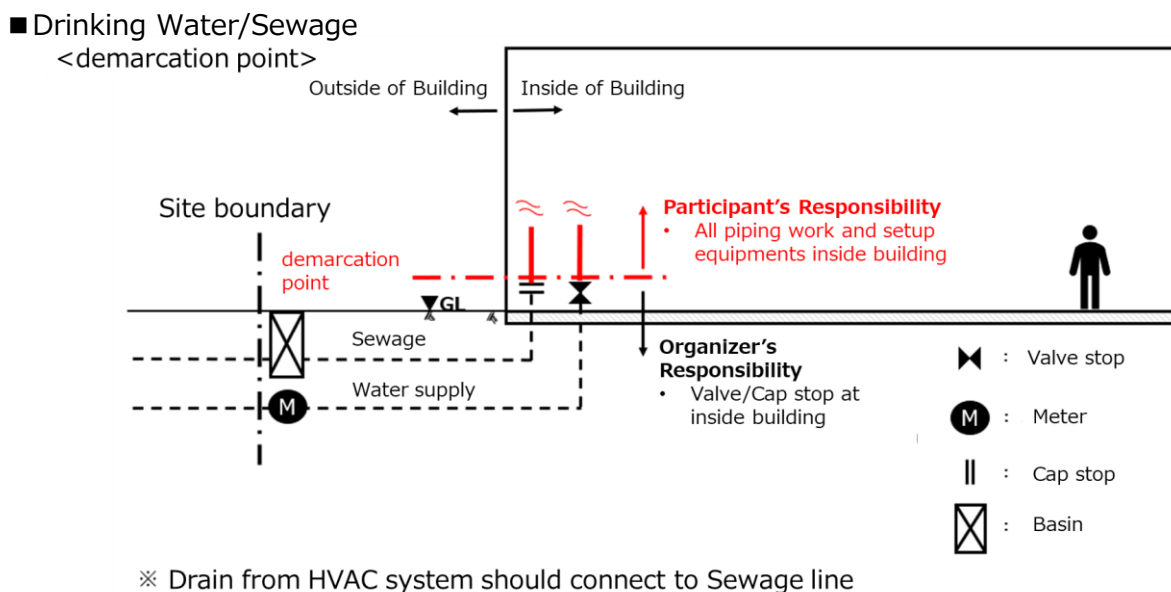 ■Drinking Water/Sewage
<demarcation point>
Outside of Building
Inside of Building
Site boundary
demarcation
point
Participant's Responsibility
• All piping work and setup
equipments inside building
GL
Sewage
Water supply
M
Organizer's
Responsibility
• Valve/Cap stop at
inside building
: Valve stop
M : Meter
: Cap stop
: Basin
※ Drain from HVAC system should connect to Sewage line